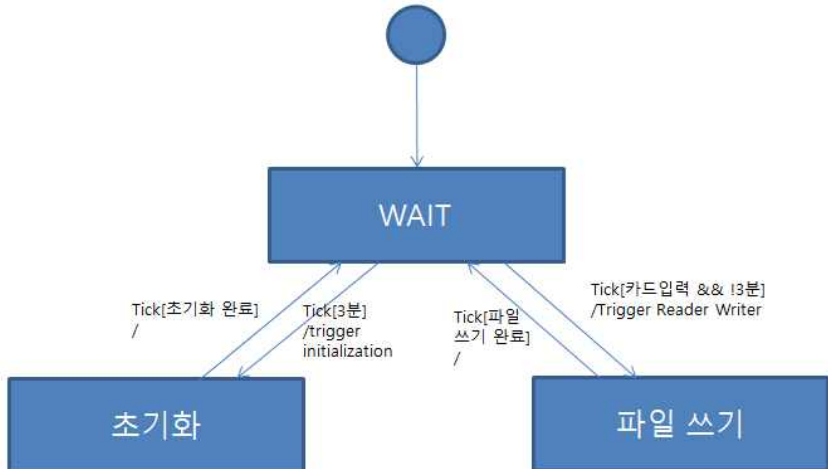 WAIT
Tick[초기화 완료]
/
Tick[3분]
/trigger
initialization
Tick[파일
쓰기 완료]
/
Tick[카드입력 && !3분]
/Trigger Reader Writer
초기화
파일 쓰기